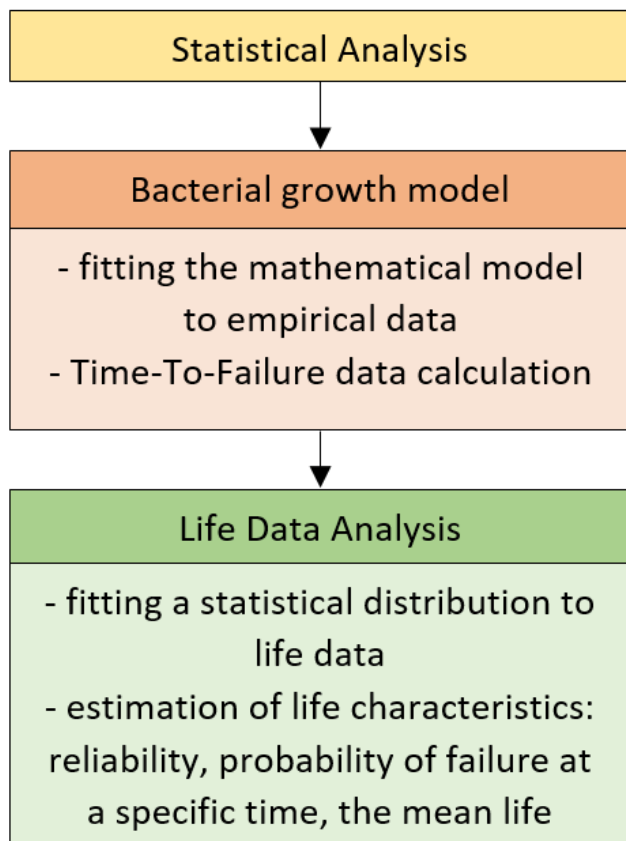 Statistical Analysis
Bacterial growth model
- fitting the mathematical model
to empirical data
- Time-To-Failure data calculation
Life Data Analysis
- fitting a statistical distribution to
life data
- estimation of life characteristics:
reliability, probability of failure at
a specific time, the mean life